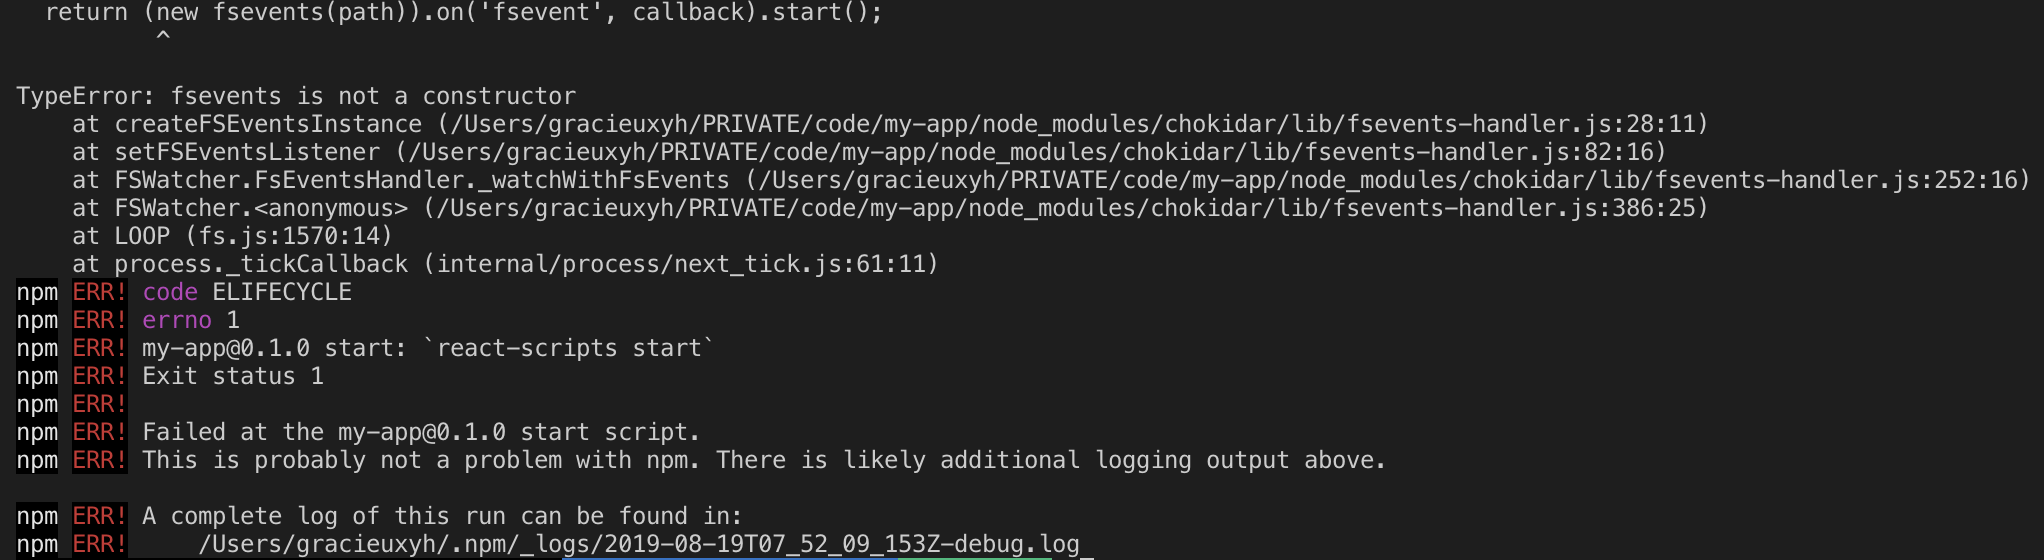 return (new fsevents(path)).on('fsevent', callback).start();
^
TypeError: fsevents is not a constructor
at createFSEventsInstance (/Users/gracieuxyh/PRIVATE/code/my-app/node_modules/chokidar/lib/fsevents-handler.js:28:11)
at setFSEventsListener (/Users/gracieuxyh/PRIVATE/code/my-app/node_modules/chokidar/lib/fsevents-handler.js:82:16)
at FSWatcher.FsEventsHandler._watchWithFsEvents (/Users/gracieuxyh/PRIVATE/code/my-app/node_modules/chokidar/lib/fsevents-handler.js:252:16)
at FSWatcher.<anonymous> (/Users/gracieuxyh/PRIVATE/code/my-app/node_modules/chokidar/lib/fsevents-handler.js:386:25)
at LOOP (fs.js:1570:14)
at process._tickCallback (internal/process/next_tick.js:61:11)
npm ERR! code ELIFECYCLE
npm ERR! errno 1
npm ERR! my-app@0.1.0 start: `react-scripts start`
npm ERR! Exit status 1
npm ERR!
npm ERR! Failed at the my-app@0.1.0 start script.
npm ERR! This is probably not a problem with npm. There is likely additional logging output above.
npm ERR! A complete log of this run can be found in:
npm ERR! /Users/gracieuxyh/.npm/_logs/2019-08-19T07_52_09_153Z-debug.log